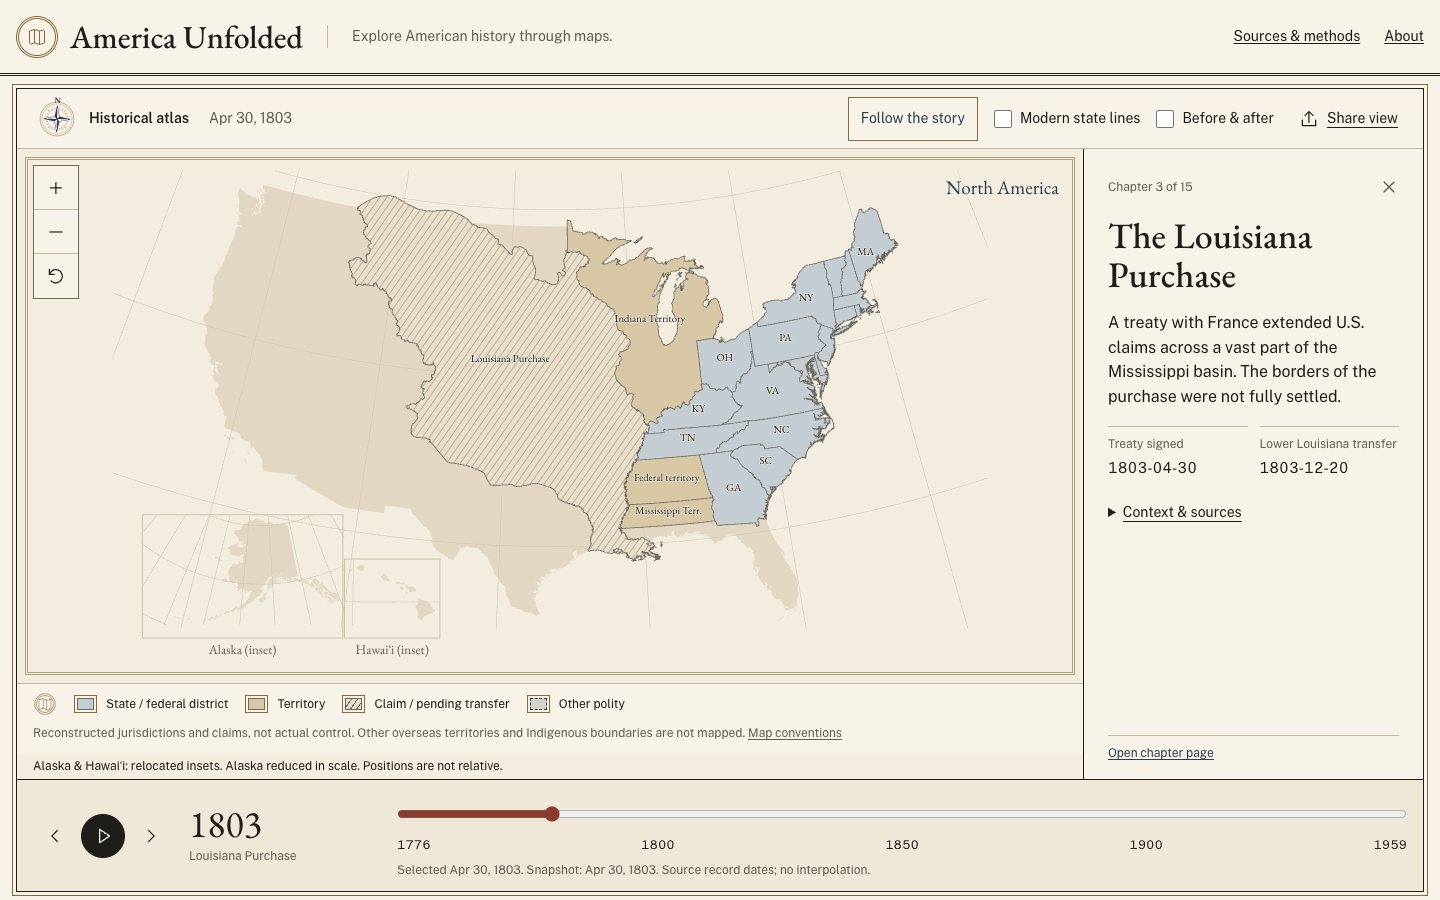 America Unfolded
Explore American history through maps.
Sources & methods
About
N
Historical atlas
Apr 30, 1803
Follow the story
Modern state lines
Before & after
Share view
North America
MA
NY
Indiana Territory
PA
Louisiana Purchase
OH
VA
KY
NC
TN
SC
Federal territory
GA
Mississippi Terr.
Alaska (inset)
Hawaiʻi (inset)
Chapter 3 of 15
The Louisiana
Purchase
A treaty with France extended U.S.
claims across a vast part of the
Mississippi basin. The borders of the
purchase were not fully settled.
Treaty signed
1803-04-30
Lower Louisiana transfer
1803-12-20
Context & sources
Open chapter page
State / federal district
Territory
Claim / pending transfer
Other polity
Reconstructed jurisdictions and claims, not actual control. Other overseas territories and Indigenous boundaries are not mapped. Map conventions
Alaska & Hawaiʻi: relocated insets. Alaska reduced in scale. Positions are not relative.
1803
Louisiana Purchase
1776
1800
1850
1900
1959
Selected Apr 30, 1803. Snapshot: Apr 30, 1803. Source record dates; no interpolation.